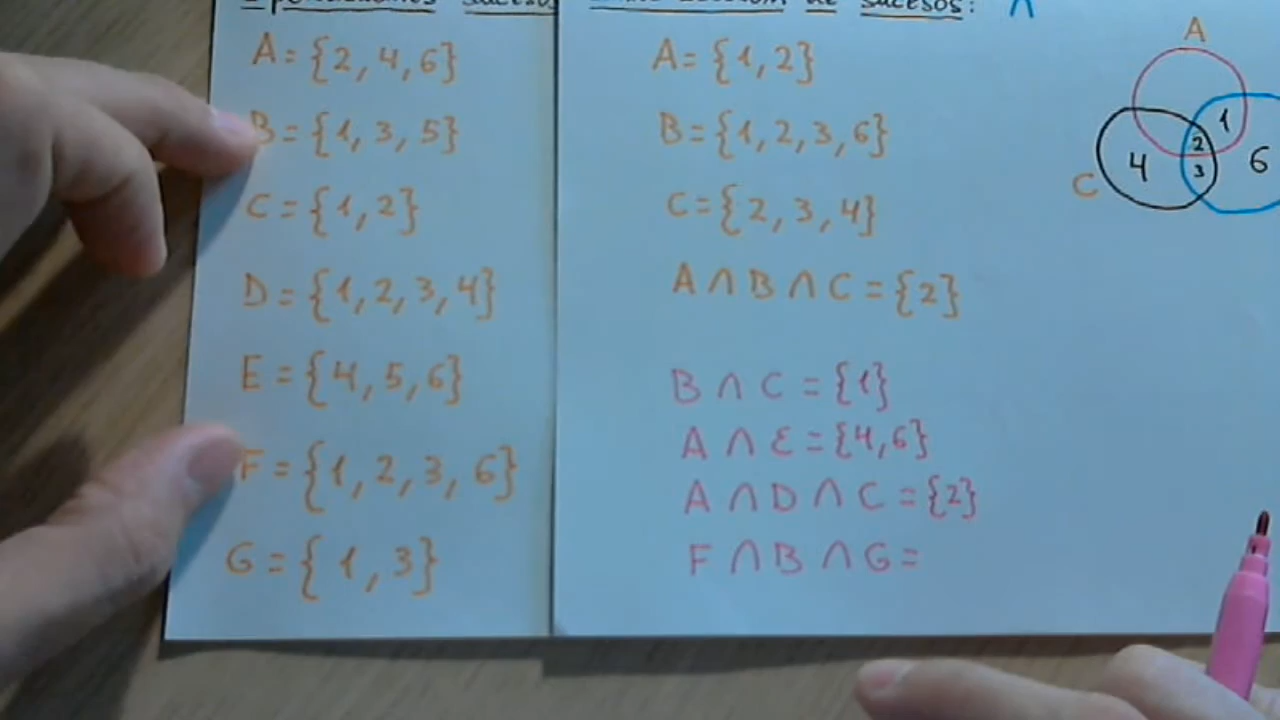 sucesos
de sucesos: ∩
A = {2, 4, 6}
B = {1, 3, 5}
C = {1, 2}
D = {1, 2, 3, 4}
E = {4, 5, 6}
F = {1, 2, 3, 6}
G = {1, 3}
A = {1, 2}
B = {1, 2, 3, 6}
C = {2, 3, 4}
A ∩ B ∩ C = {2}
B ∩ C = {1}
A ∩ E = {4, 6}
A ∩ D ∩ C = {2}
F ∩ B ∩ G =
A
1
2
4
3
6
C